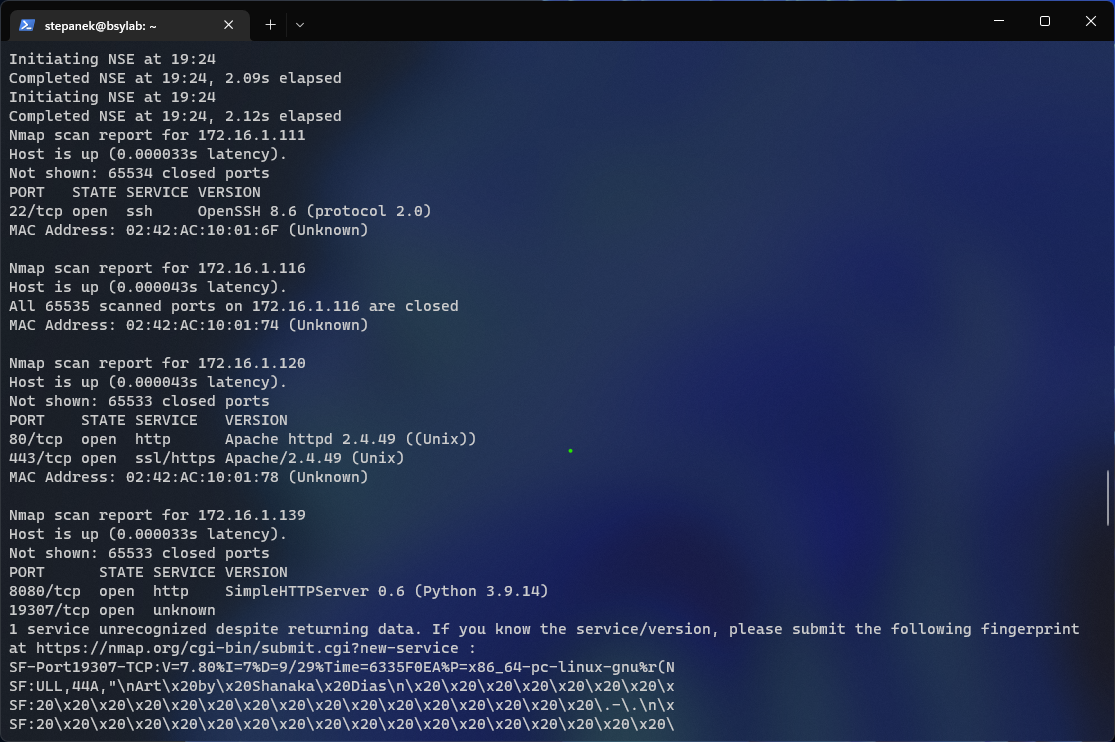 stepanek@bsylab: ~
Initiating NSE at 19:24
Completed NSE at 19:24, 2.09s elapsed
Initiating NSE at 19:24
Completed NSE at 19:24, 2.12s elapsed
Nmap scan report for 172.16.1.111
Host is up (0.000033s latency).
Not shown: 65534 closed ports
PORT   STATE SERVICE VERSION
22/tcp open  ssh     OpenSSH 8.6 (protocol 2.0)
MAC Address: 02:42:AC:10:01:6F (Unknown)

Nmap scan report for 172.16.1.116
Host is up (0.000043s latency).
All 65535 scanned ports on 172.16.1.116 are closed
MAC Address: 02:42:AC:10:01:74 (Unknown)

Nmap scan report for 172.16.1.120
Host is up (0.000043s latency).
Not shown: 65533 closed ports
PORT    STATE SERVICE   VERSION
80/tcp  open  http      Apache httpd 2.4.49 ((Unix))
443/tcp open  ssl/https Apache/2.4.49 (Unix)
MAC Address: 02:42:AC:10:01:78 (Unknown)

Nmap scan report for 172.16.1.139
Host is up (0.000033s latency).
Not shown: 65533 closed ports
PORT      STATE SERVICE VERSION
8080/tcp  open  http    SimpleHTTPServer 0.6 (Python 3.9.14)
19307/tcp open  unknown
1 service unrecognized despite returning data. If you know the service/version, please submit the following fingerprint
at https://nmap.org/cgi-bin/submit.cgi?new-service :
SF-Port19307-TCP:V=7.80%I=7%D=9/29%Time=6335F0EA%P=x86_64-pc-linux-gnu%r(N
SF:ULL,44A,"\nArt\x20by\x20Shanaka\x20Dias\n\x20\x20\x20\x20\x20\x20\x20\x
SF:20\x20\x20\x20\x20\x20\x20\x20\x20\x20\x20\x20\x20\x20\x20\.-\.\n\x
SF:20\x20\x20\x20\x20\x20\x20\x20\x20\x20\x20\x20\x20\x20\x20\x20\x20\x20\